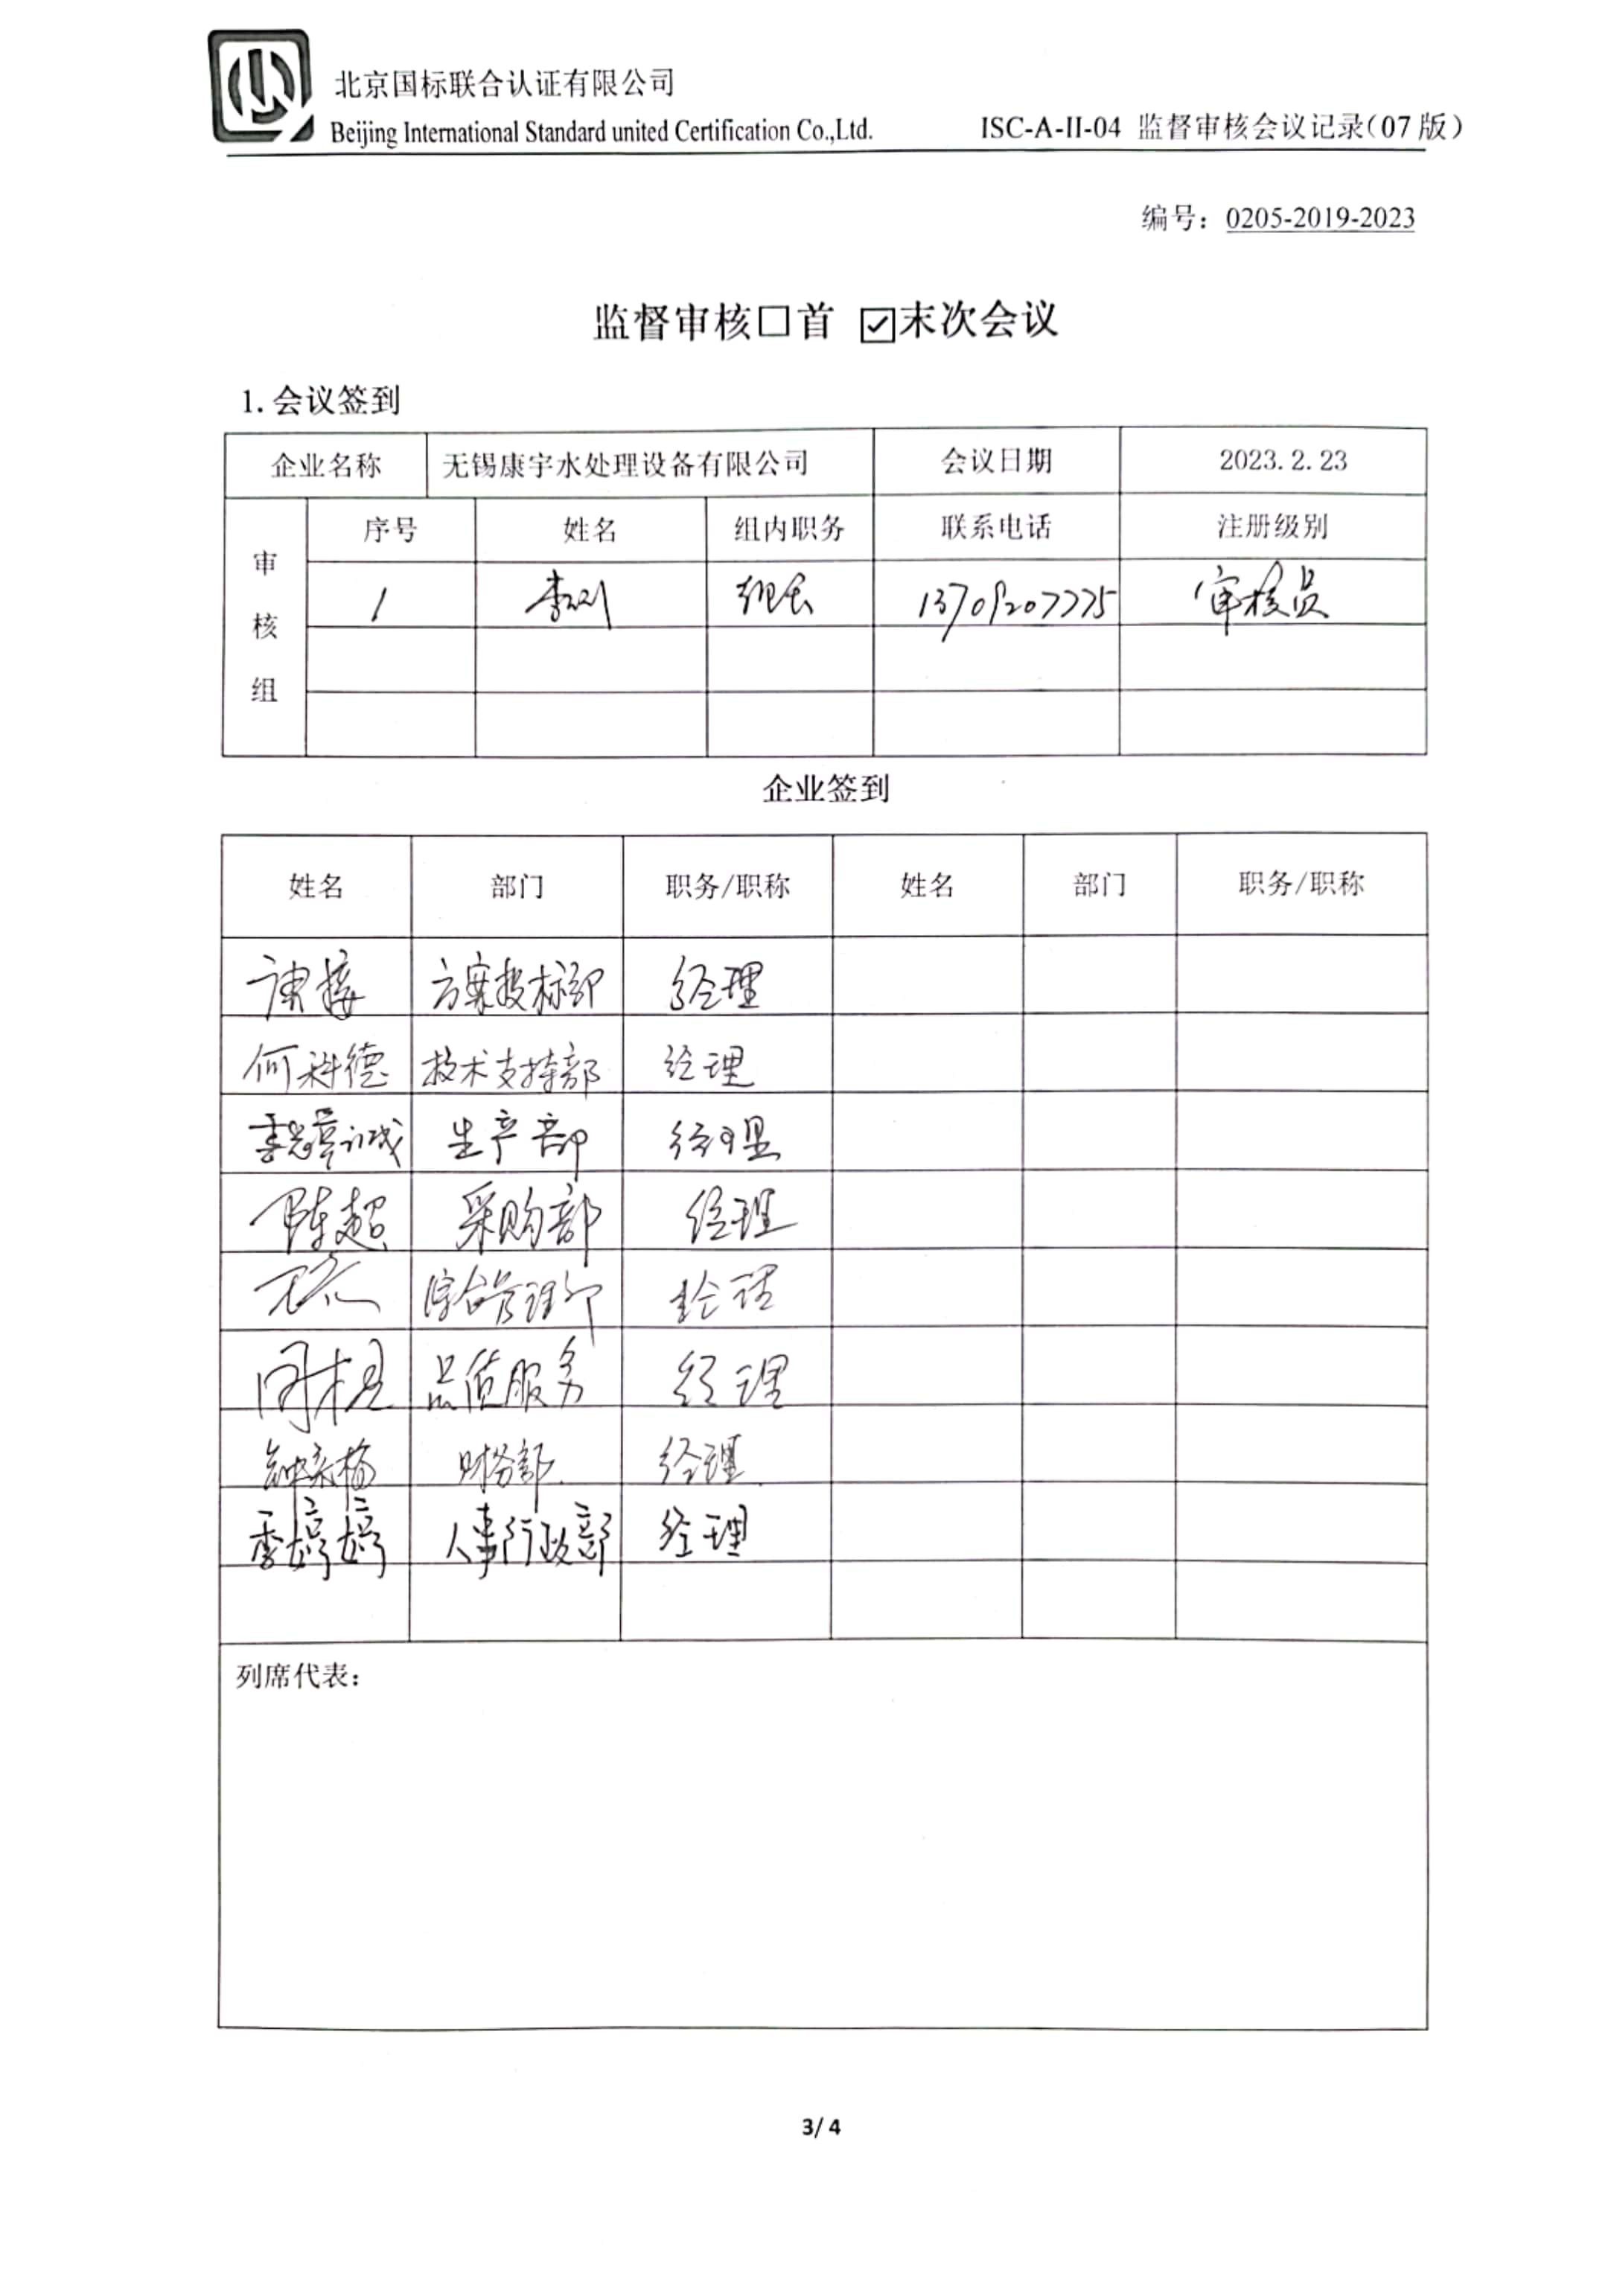 北京国标联合认证有限公司
Beijing International Standard united Certification Co.,Ltd. ISC-A-II-04 监督审核会议记录(07版)
编号：0205-2019-2023
监督审核□首 ☑末次会议
1.会议签到
企业名称 无锡康宇水处理设备有限公司 会议日期 2023.2.23
审核组 序号 姓名 组内职务 联系电话 注册级别
1 组长 审核员
企业签到
姓名 部门 职务/职称 姓名 部门 职务/职称
方案投标部 经理
何科德 技术支持部 经理
生产部 经理
陈超 采购部 经理
综合管理部 经理
品质服务 经理
财务部 经理
季婷婷 人事行政部 经理
列席代表：
3/ 4